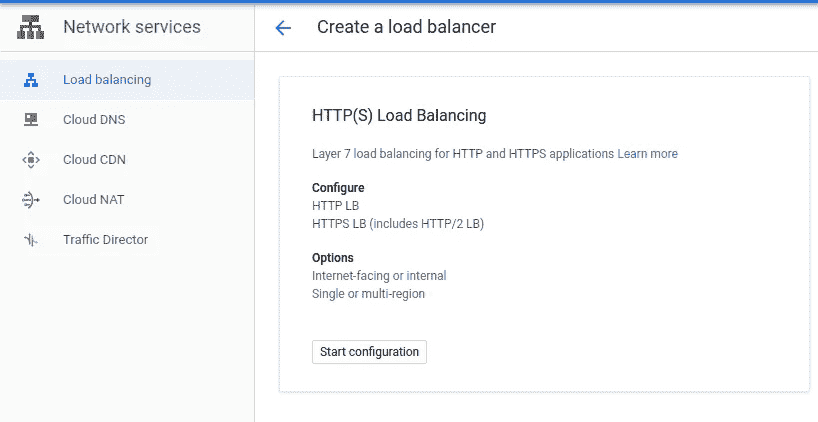 Network services
Create a load balancer
Load balancing
Cloud DNS
Cloud CDN
Cloud NAT
Traffic Director
HTTP(S) Load Balancing
Layer 7 load balancing for HTTP and HTTPS applications Learn more
Configure
HTTP LB
HTTPS LB (includes HTTP/2 LB)
Options
Internet-facing or internal
Single or multi-region
Start configuration